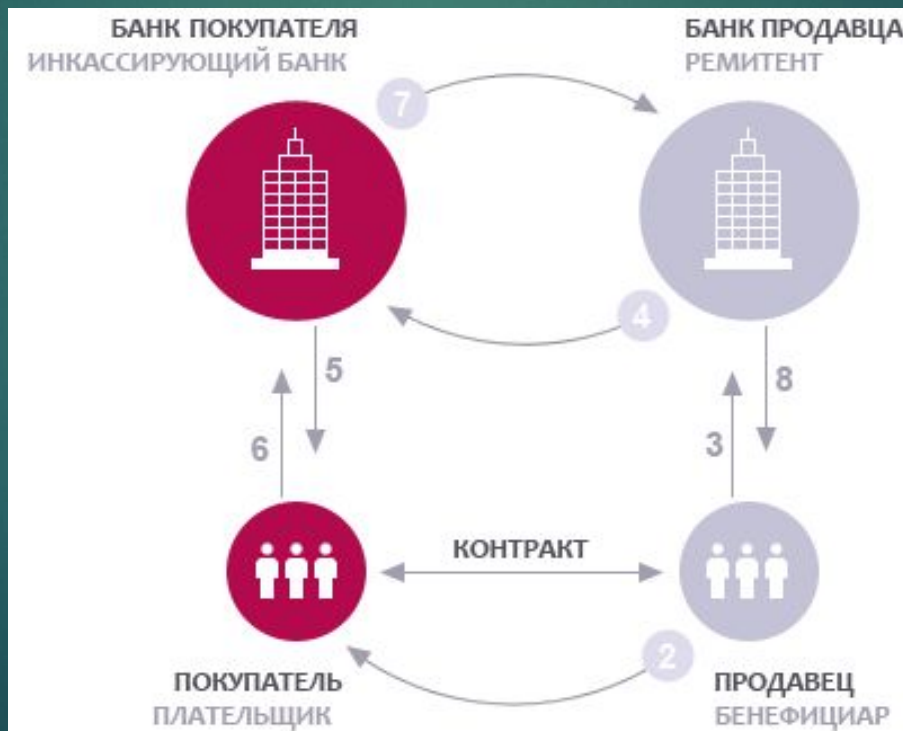 БАНК ПОКУПАТЕЛЯ
ИНКАССИРУЮЩИЙ БАНК
БАНК ПРОДАВЦА
РЕМИТЕНТ
7
4
5
6
8
3
КОНТРАКТ
2
ПОКУПАТЕЛЬ
ПЛАТЕЛЬЩИК
ПРОДАВЕЦ
БЕНЕФИЦИАР